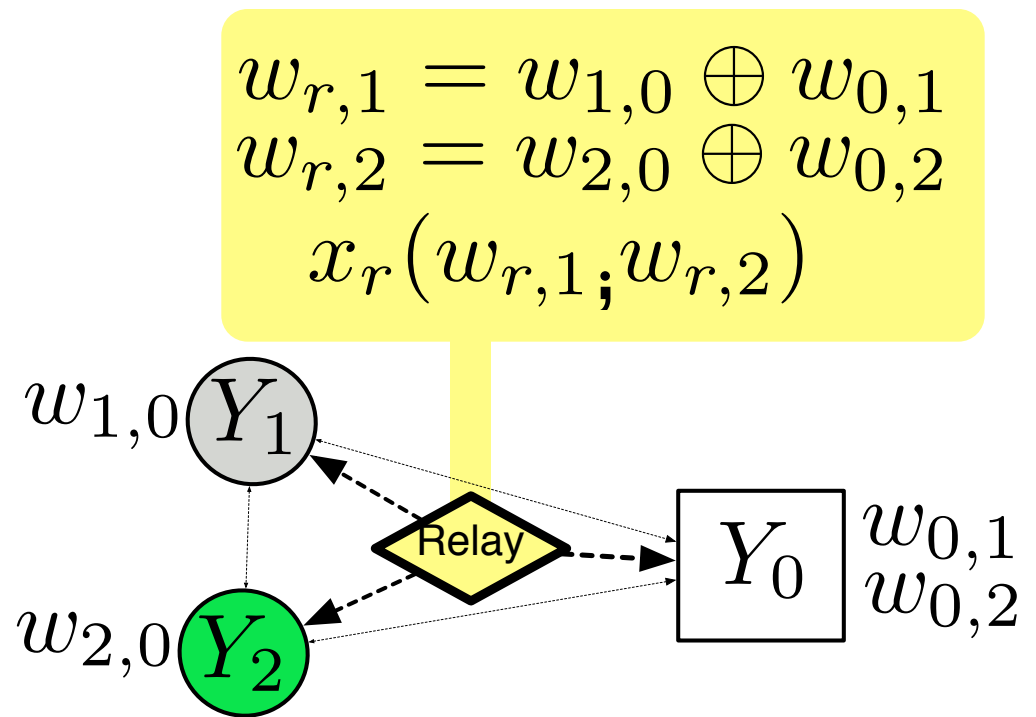 w_{r,1} = w_{1,0} ⊕ w_{0,1}
w_{r,2} = w_{2,0} ⊕ w_{0,2}
x_r(w_{r,1};w_{r,2})
w_{1,0} Y_1
Relay
Y_0 w_{0,1}
w_{0,2}
w_{2,0} Y_2